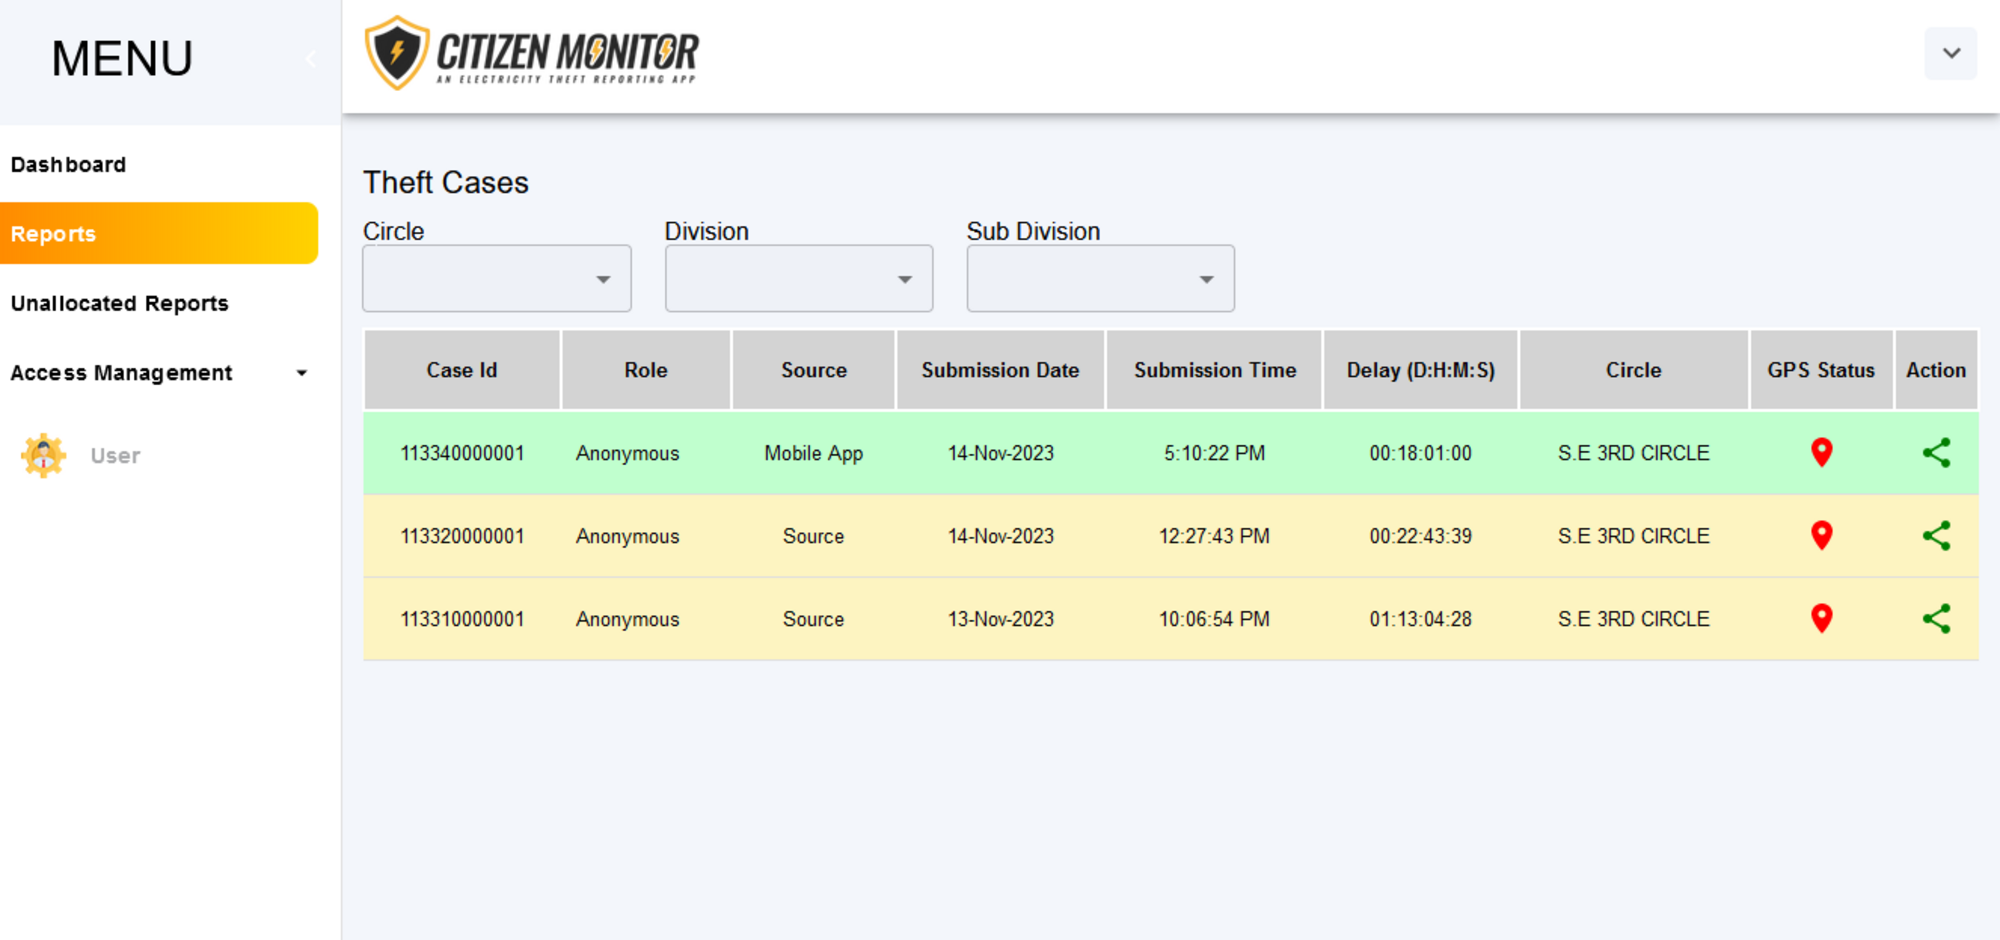 MENU
CITIZEN MONITOR
AN ELECTRICITY THEFT REPORTING APP
Dashboard
Reports
Unallocated Reports
Access Management
User
Theft Cases
Circle Division Sub Division
Case Id Role Source Submission Date Submission Time Delay (D:H:M:S) Circle GPS Status Action
113340000001 Anonymous Mobile App 14-Nov-2023 5:10:22 PM 00:18:01:00 S.E 3RD CIRCLE
113320000001 Anonymous Source 14-Nov-2023 12:27:43 PM 00:22:43:39 S.E 3RD CIRCLE
113310000001 Anonymous Source 13-Nov-2023 10:06:54 PM 01:13:04:28 S.E 3RD CIRCLE